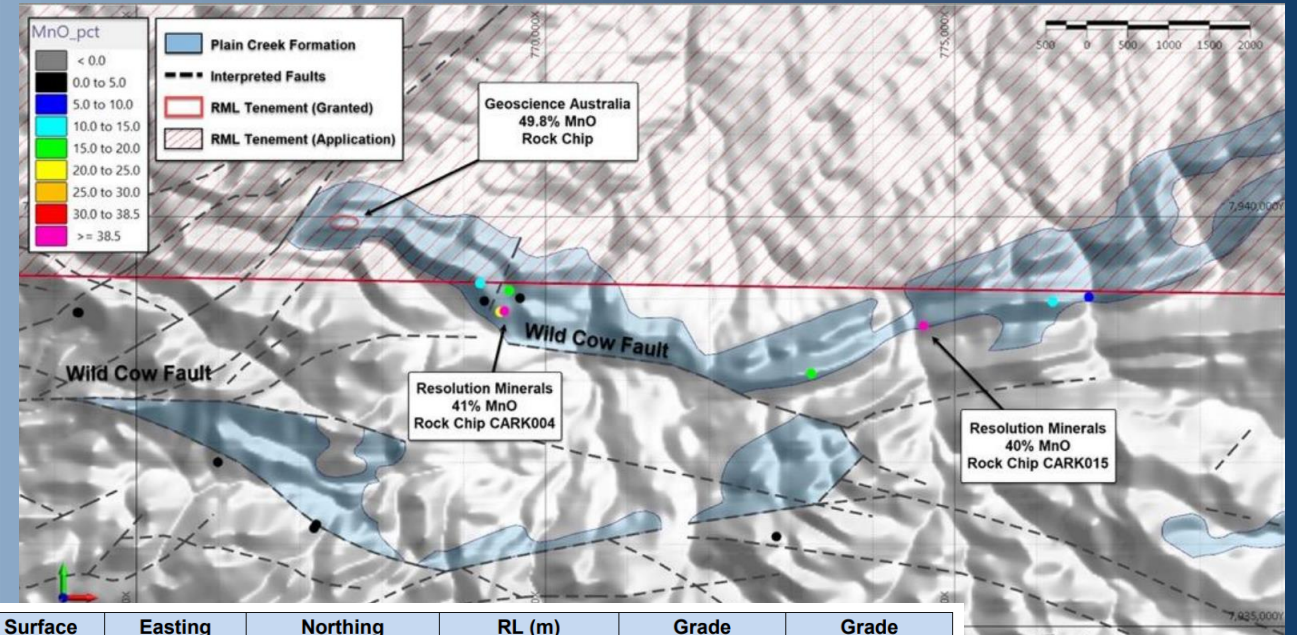 MnO_pct
< 0.0
0.0 to 5.0
5.0 to 10.0
10.0 to 15.0
15.0 to 20.0
20.0 to 25.0
25.0 to 30.0
30.0 to 38.5
>= 38.5
Plain Creek Formation
Interpreted Faults
RML Tenement (Granted)
RML Tenement (Application)
770,000X
775,000X
500 0 500 1000 1500 2000
Geoscience Australia
49.8% MnO
Rock Chip
7,940,000Y
Wild Cow Fault
Wild Cow Fault
Resolution Minerals
41% MnO
Rock Chip CARK004
Resolution Minerals
40% MnO
Rock Chip CARK015
7,935,000Y
Surface Easting Northing RL (m) Grade Grade